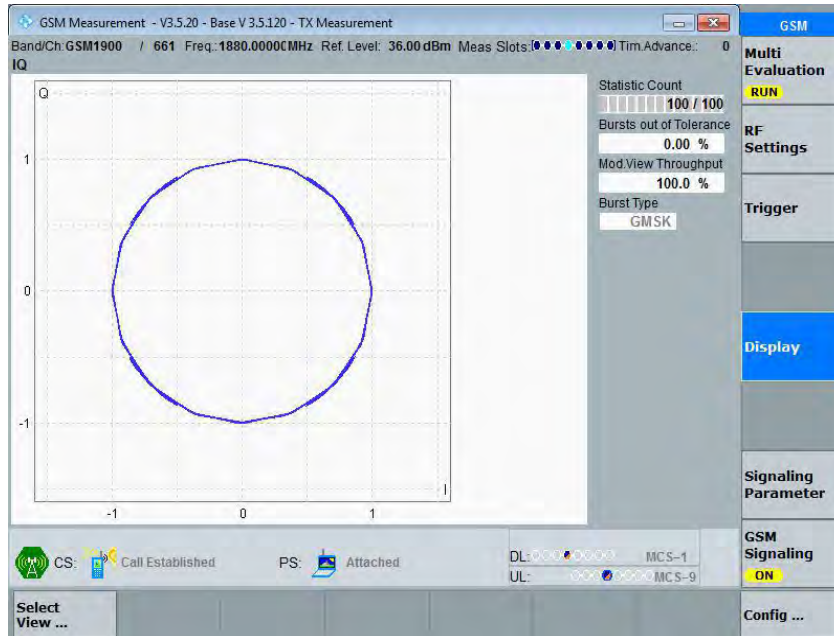 GSM Measurement - V3.5.20 - Base V 3.5.120 - TX Measurement
Band/Ch:GSM1900 / 661 Freq.:1880.0000 MHz Ref. Level: 36.00 dBm Meas Slots: Tim.Advance.: 0
IQ
Q
1
0
-1
I
-1 0 1
Statistic Count
100 / 100
Bursts out of Tolerance
0.00 %
Mod.View Throughput
100.0 %
Burst Type
GMSK
CS: Call Established PS: Attached
DL: MCS-1
UL: MCS-9
Select
View ...
GSM
Multi
Evaluation
RUN
RF
Settings
Trigger
Display
Signaling
Parameter
GSM
Signaling
ON
Config ...